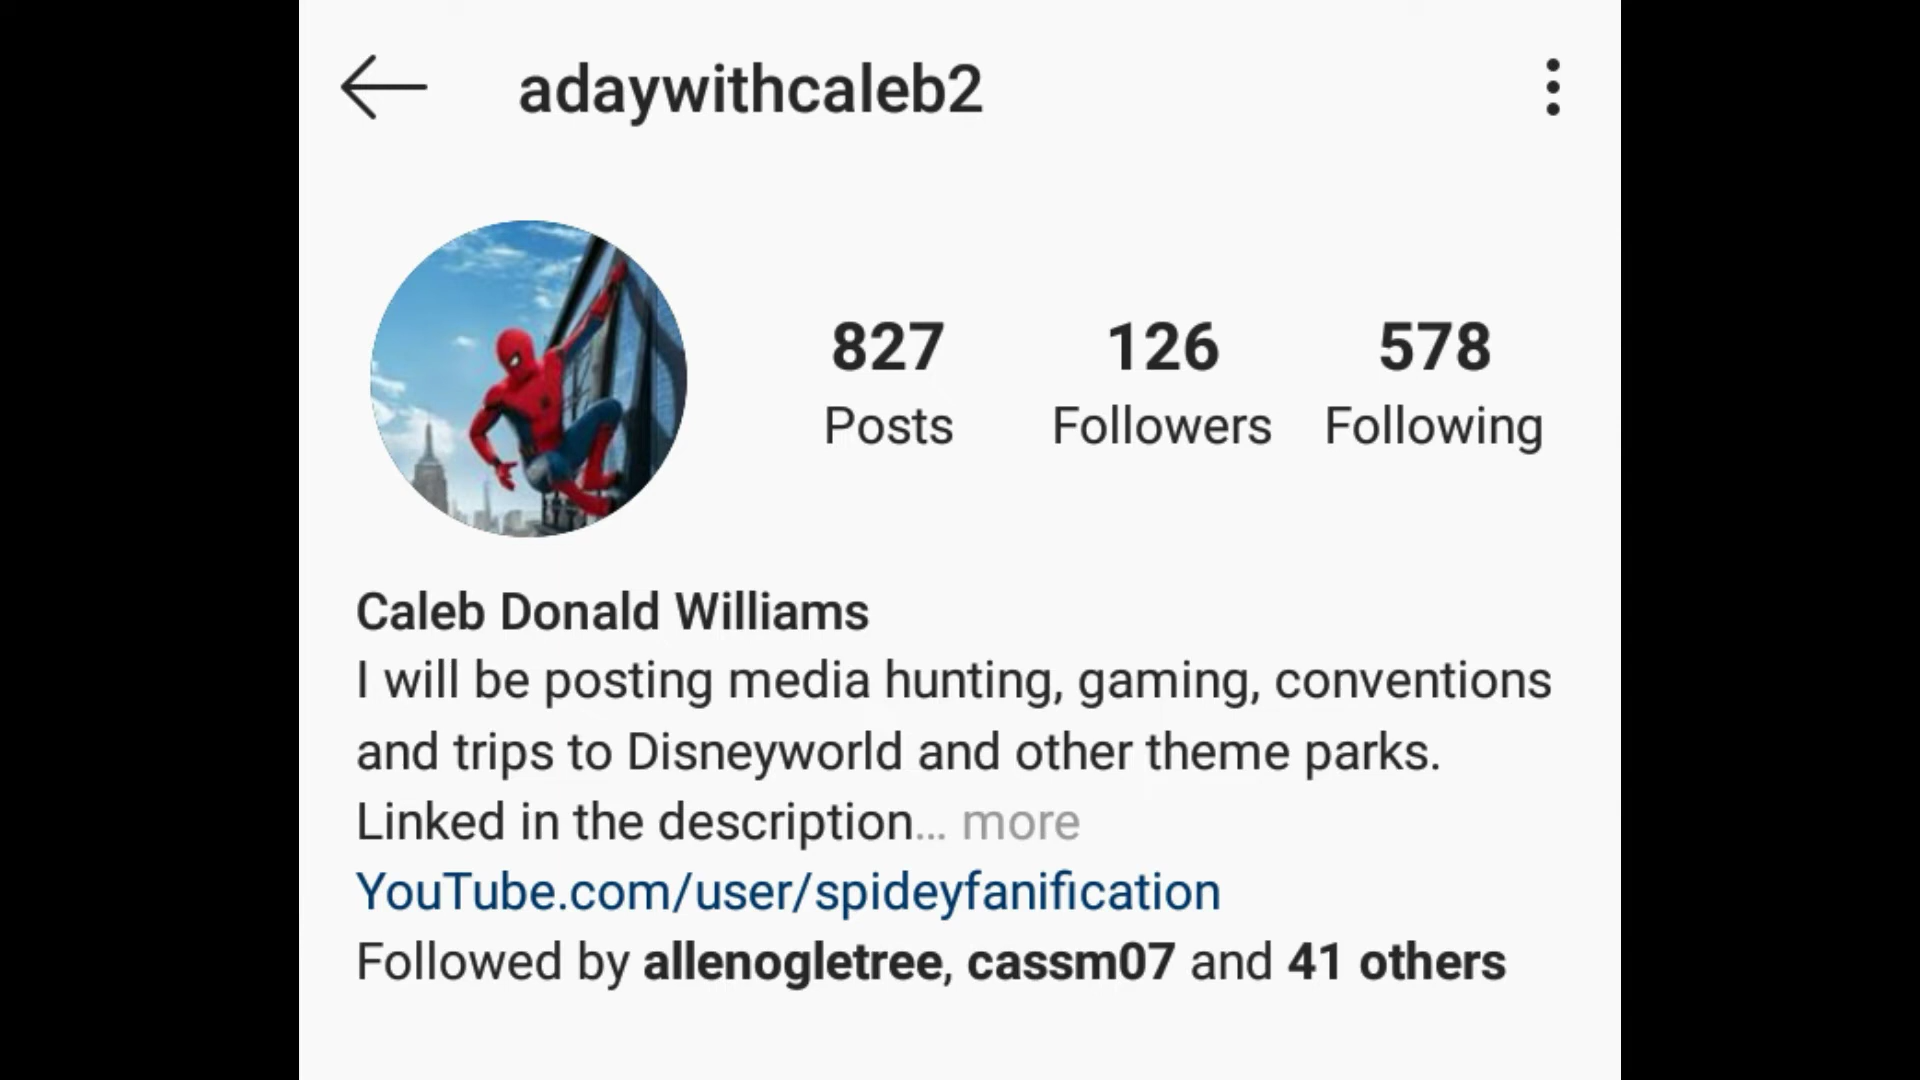 adaywithcaleb2
827 126 578
Posts Followers Following
Caleb Donald Williams
I will be posting media hunting, gaming, conventions
and trips to Disneyworld and other theme parks.
Linked in the description... more
YouTube.com/user/spideyfanification
Followed by allenogletree, cassm07 and 41 others